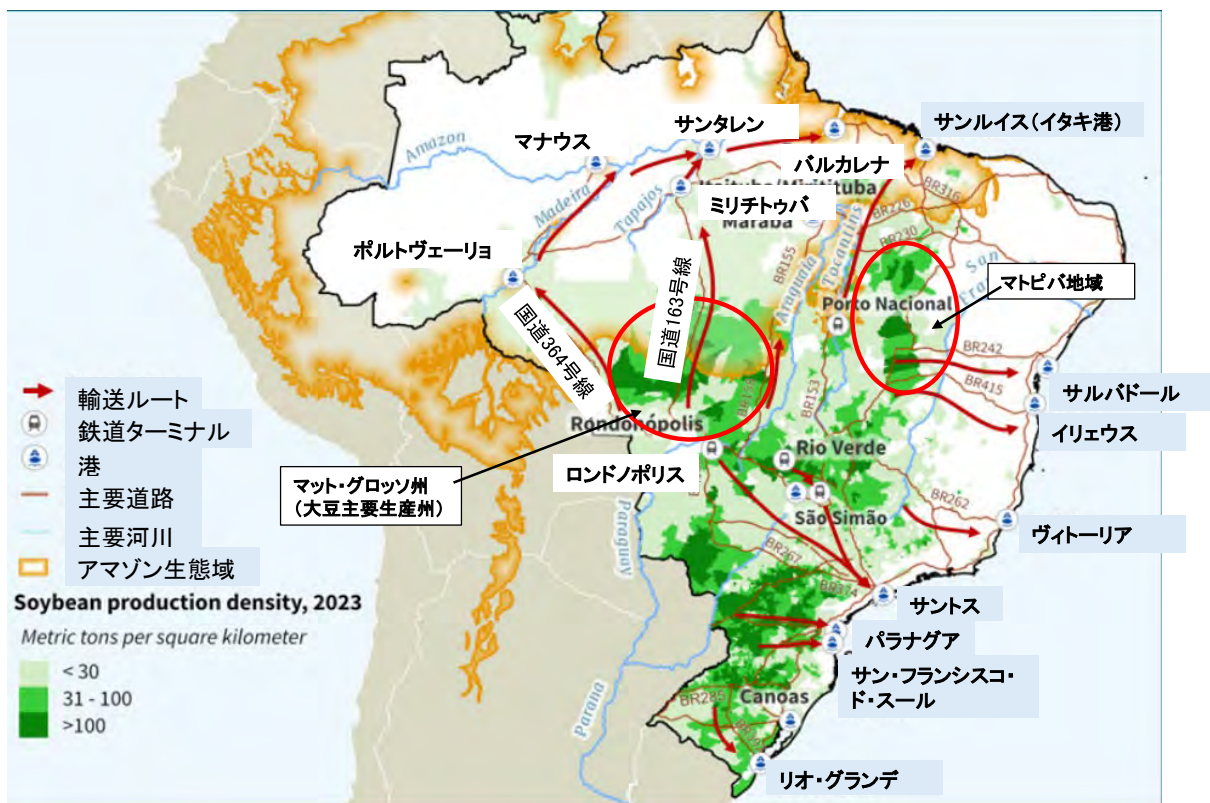 サンタレン
マナウス
サンルイス(イタキ港)
Amazon
バルカレナ
Itaituba/Miritituba
BR316
Madeira
Tapajos
ミリチトゥバ
Maraba
BR226
BR230
ポルトヴェーリョ
BR155
Araguaia
Tocantins
San
マトピバ地域
Porto Nacional
国道364号線
国道163号線
BR242
BR415
サルバドール
BR158
BR153
イリェウス
輸送ルート
鉄道ターミナル
港
主要道路
主要河川
アマゾン生態域
Rondonópolis
Rio Verde
ロンドノポリス
マット・グロッソ州
(大豆主要生産州)
São Simão
BR262
ヴィトーリア
Paraguay
BR267
BR374
サントス
パラナグア
サン・フランシスコ・
ド・スール
Canoas
BR285
Parana
リオ・グランデ
Soybean production density, 2023
Metric tons per square kilometer
< 30
31 - 100
>100